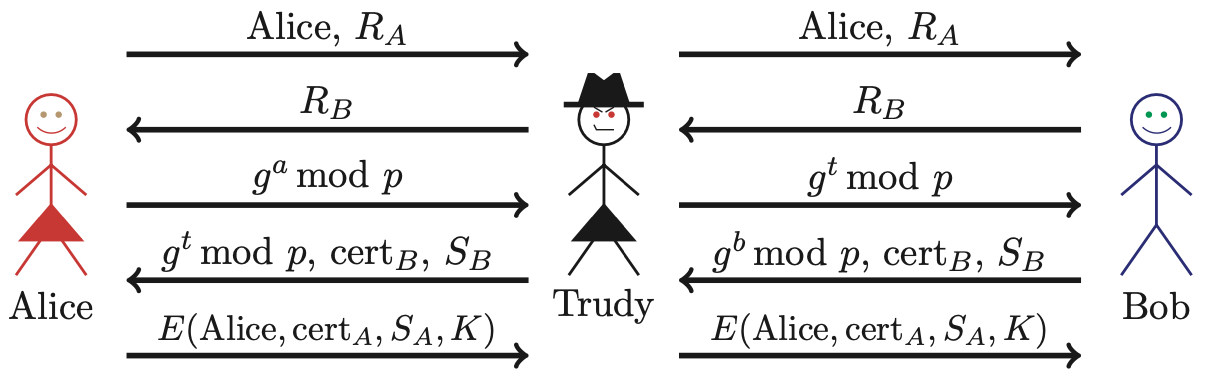 Alice, R_A
Alice, R_A
R_B
R_B
g^a mod p
g^t mod p
g^t mod p, cert_B, S_B
g^b mod p, cert_B, S_B
Alice
Trudy
Bob
E(Alice, cert_A, S_A, K)
E(Alice, cert_A, S_A, K)